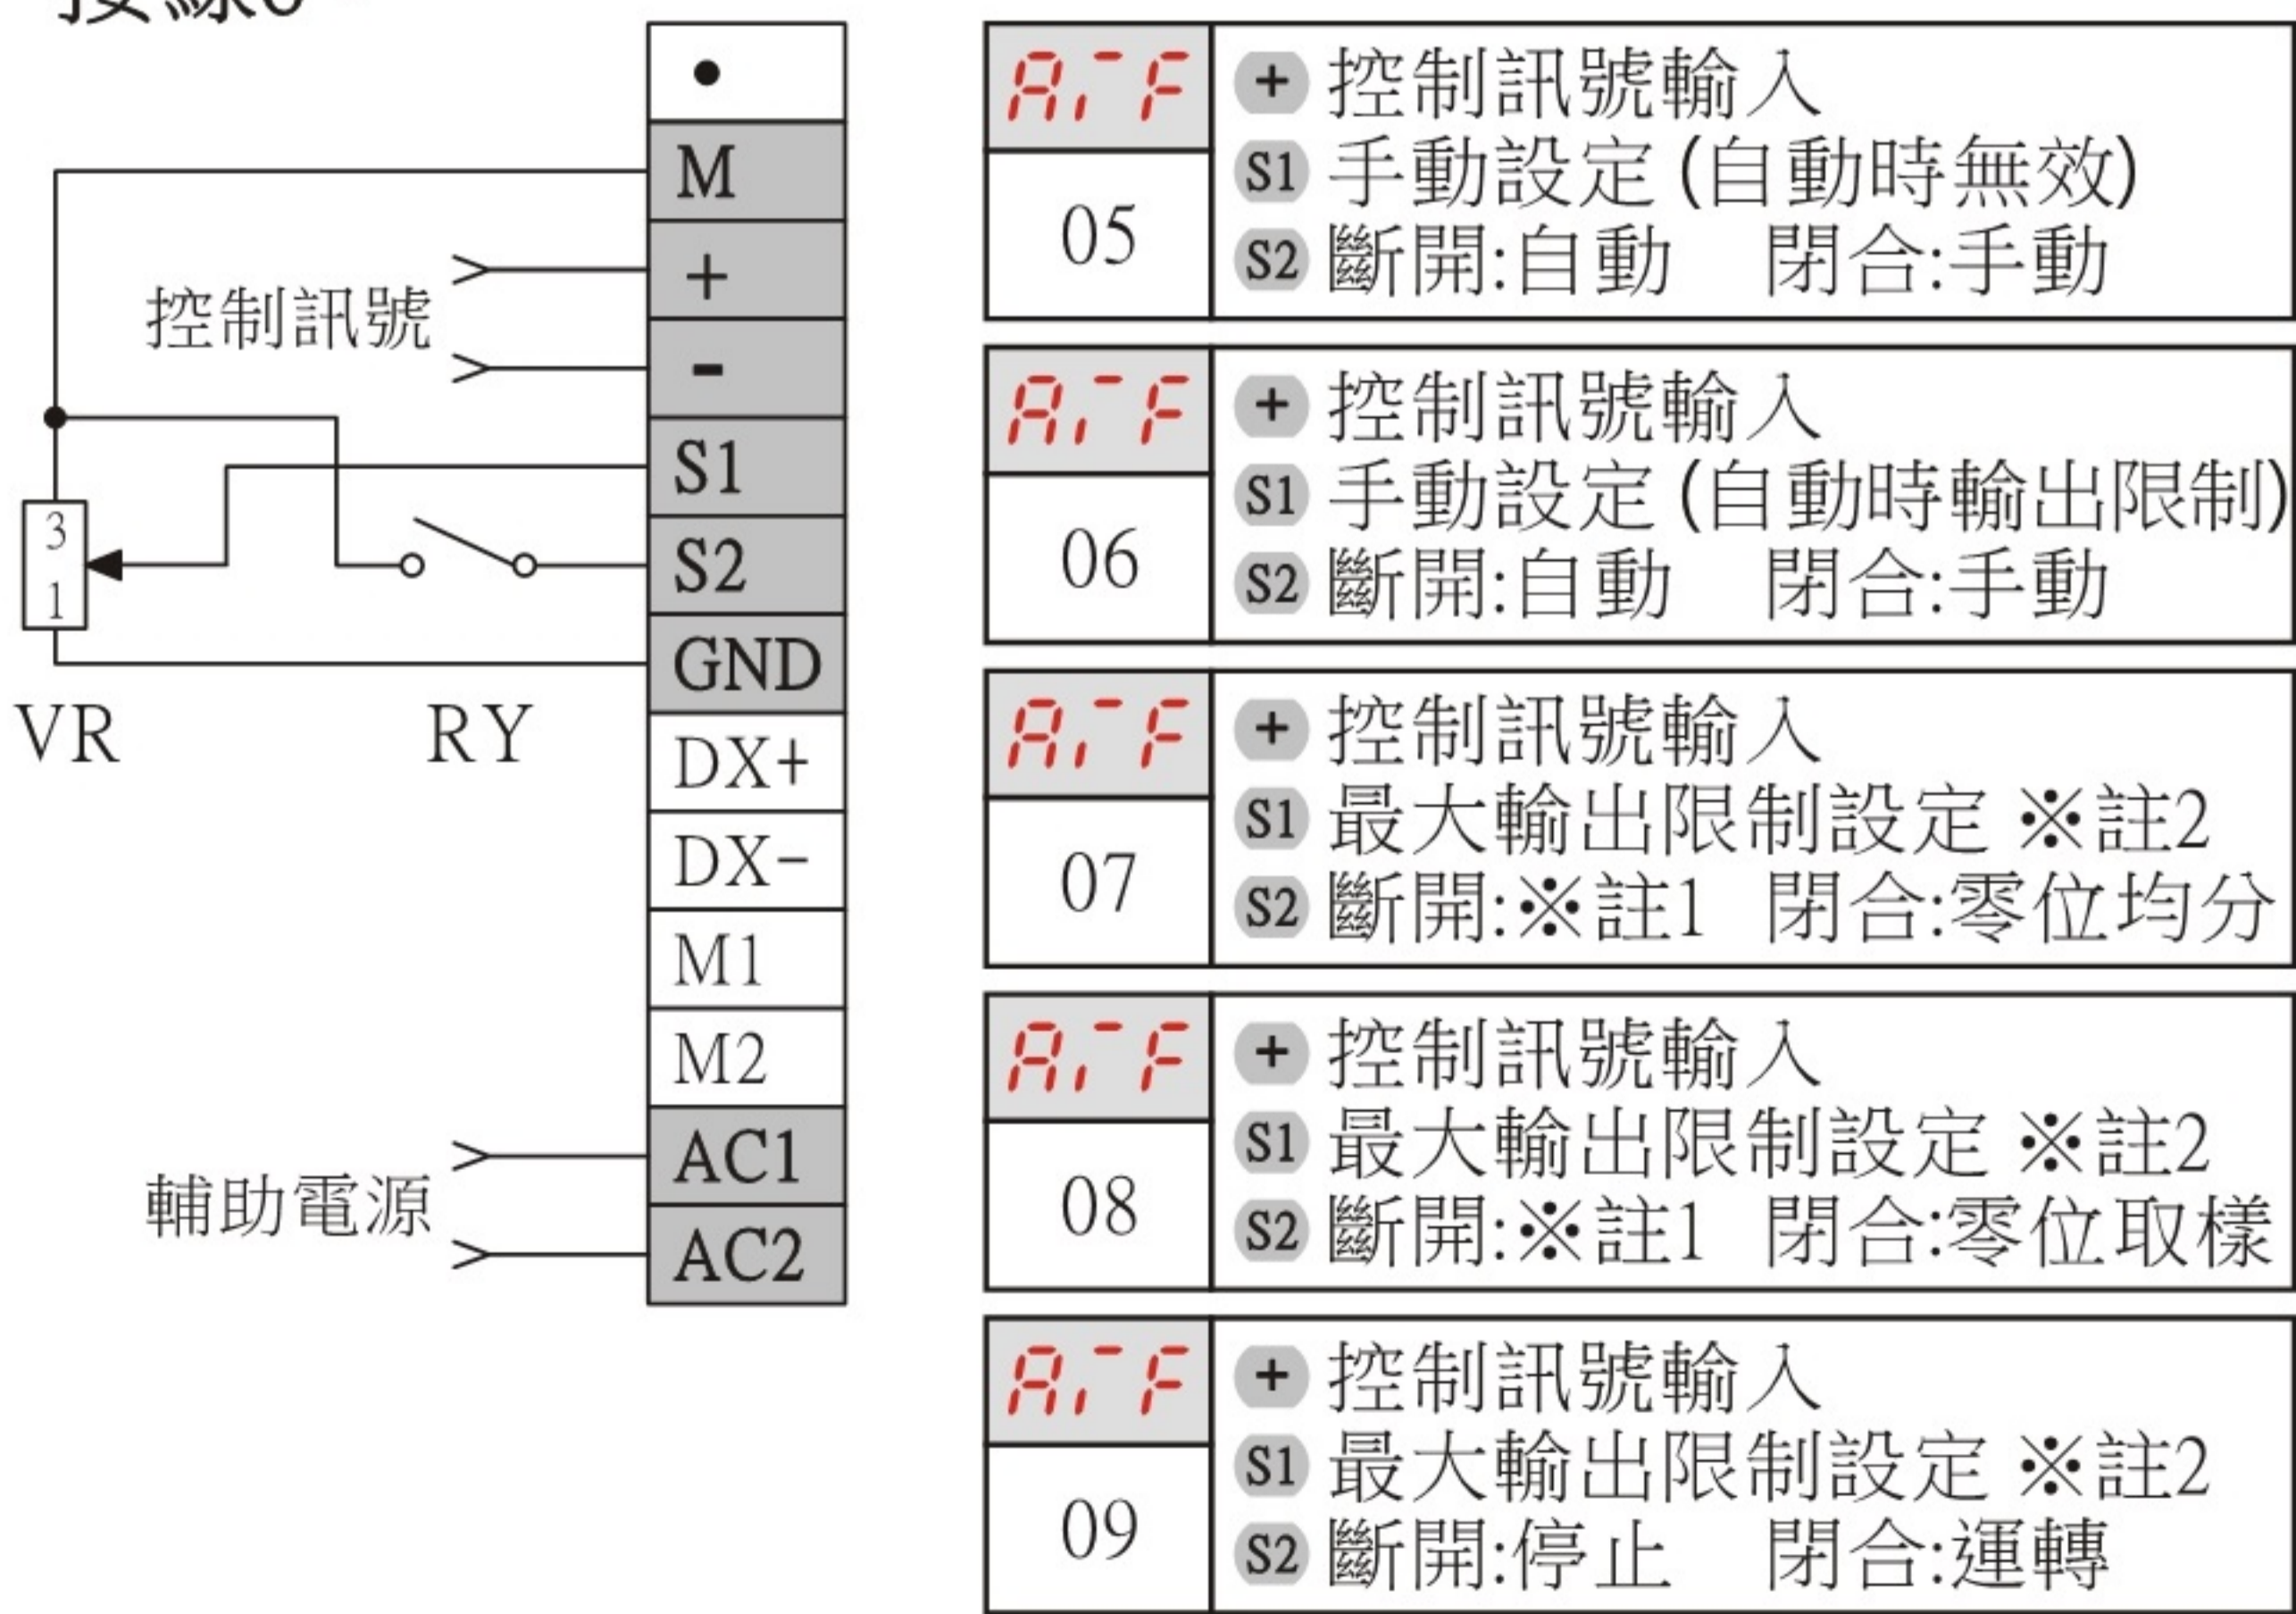 M
+
控制訊號
-
S1
3
S2
1
GND
VR
RY
DX+
DX-
M1
M2
AC1
輔助電源
AC2
+ 控制訊號輸入
S1 手動設定 (自動時無效)
05
S2 斷開:自動 閉合:手動
+ 控制訊號輸入
S1 手動設定 (自動時輸出限制)
06
S2 斷開:自動 閉合:手動
+ 控制訊號輸入
S1 最大輸出限制設定 ※註2
07
S2 斷開:※註1 閉合:零位均分
+ 控制訊號輸入
S1 最大輸出限制設定 ※註2
08
S2 斷開:※註1 閉合:零位取樣
+ 控制訊號輸入
S1 最大輸出限制設定 ※註2
09
S2 斷開:停止 閉合:運轉